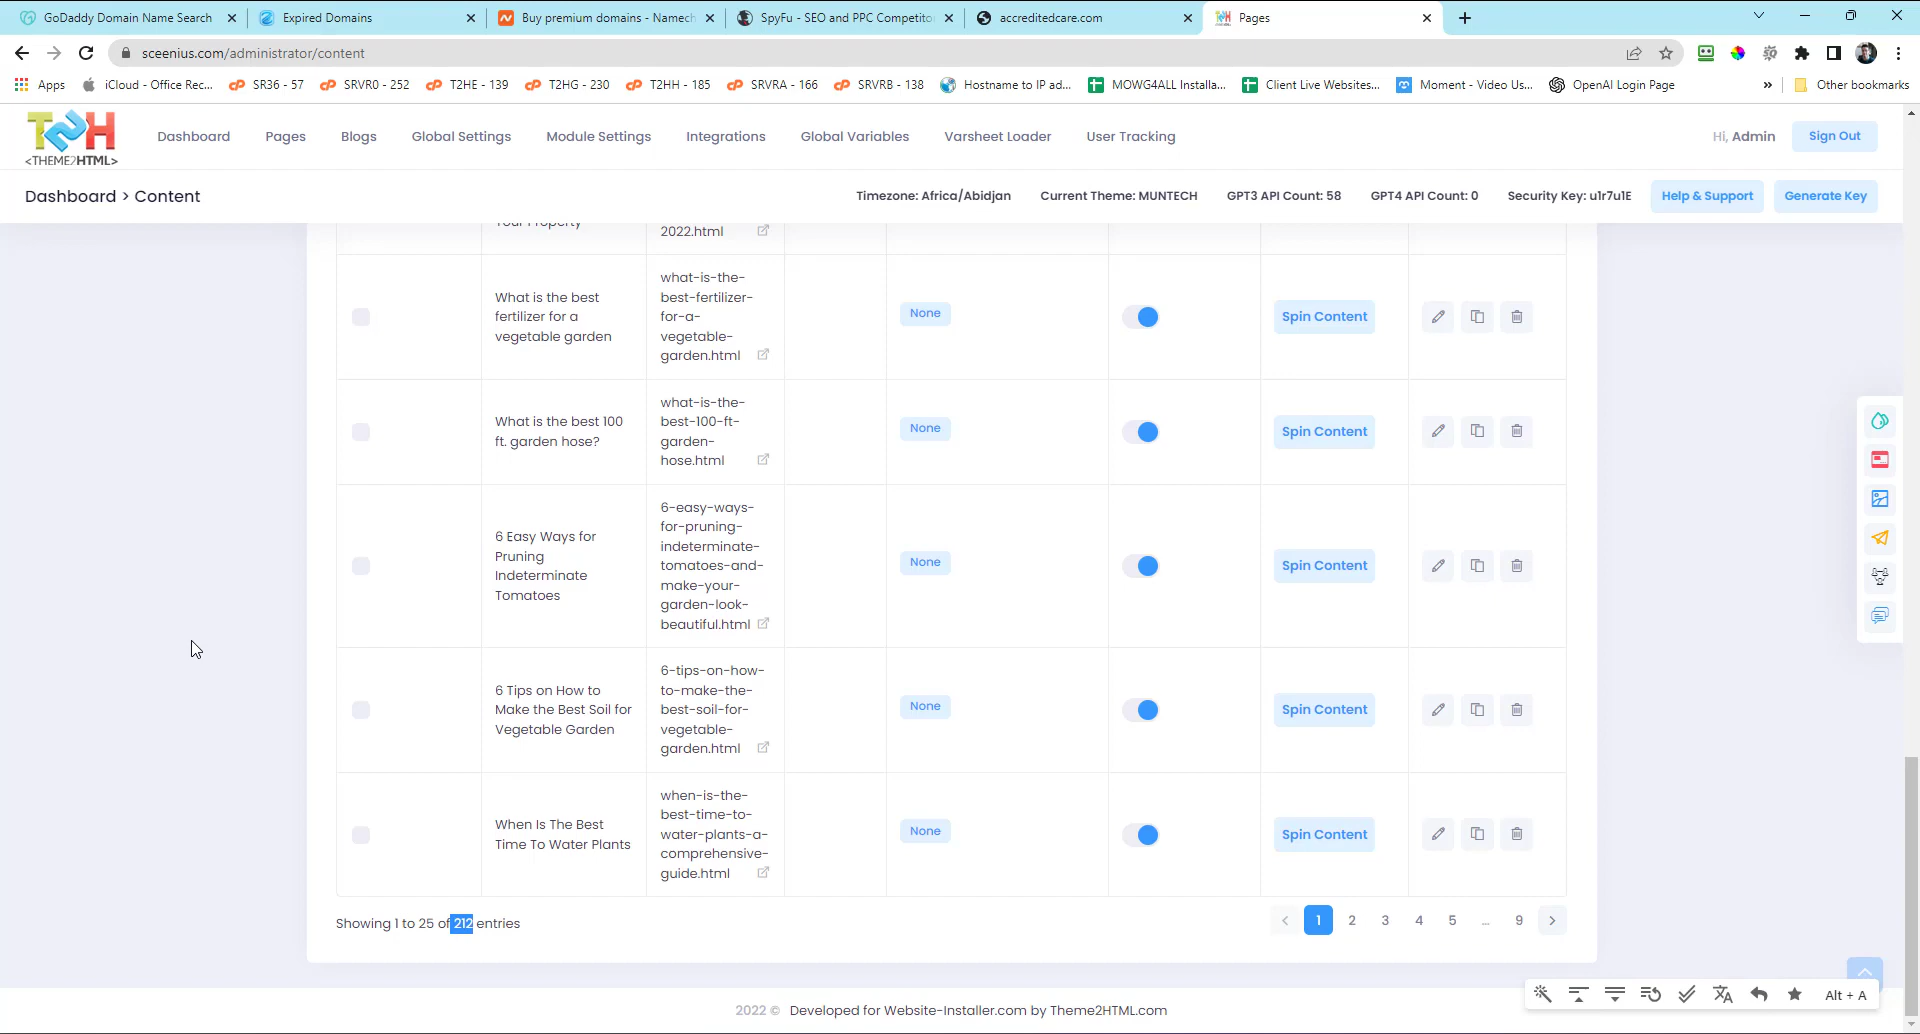 GoDaddy Domain Name Search
Expired Domains
Buy premium domains - Namech
SpyFu - SEO and PPC Competito
accreditedcare.com
Pages
sceenius.com/administrator/content
Apps
iCloud - Office Rec...
SR36 - 57
SRVR0 - 252
T2HE - 139
T2HG - 230
T2HH - 185
SRVRA - 166
SRVRB - 138
Hostname to IP ad...
MOWG4ALL Installa...
Client Live Websites...
Moment - Video Us...
OpenAI Login Page
»
Other bookmarks
T2H
<THEME2HTML>
Dashboard
Pages
Blogs
Global Settings
Module Settings
Integrations
Global Variables
Varsheet Loader
User Tracking
Hi, Admin
Sign Out
Dashboard > Content
Timezone: Africa/Abidjan
Current Theme: MUNTECH
GPT3 API Count: 58
GPT4 API Count: 0
Security Key: u1r7u1E
Help & Support
Generate Key
Your Property
2022.html
What is the best
fertilizer for a
vegetable garden
what-is-the-
best-fertilizer-
for-a-
vegetable-
garden.html
None
Spin Content
What is the best 100
ft. garden hose?
what-is-the-
best-100-ft-
garden-
hose.html
None
Spin Content
6 Easy Ways for
Pruning
Indeterminate
Tomatoes
6-easy-ways-
for-pruning-
indeterminate-
tomatoes-and-
make-your-
garden-look-
beautiful.html
None
Spin Content
6 Tips on How to
Make the Best Soil for
Vegetable Garden
6-tips-on-how-
to-make-the-
best-soil-for-
vegetable-
garden.html
None
Spin Content
When Is The Best
Time To Water Plants
when-is-the-
best-time-to-
water-plants-a-
comprehensive-
guide.html
None
Spin Content
Showing 1 to 25 of 212 entries
1 2 3 4 5 ... 9
2022 © Developed for Website-Installer.com by Theme2HTML.com
Alt + A